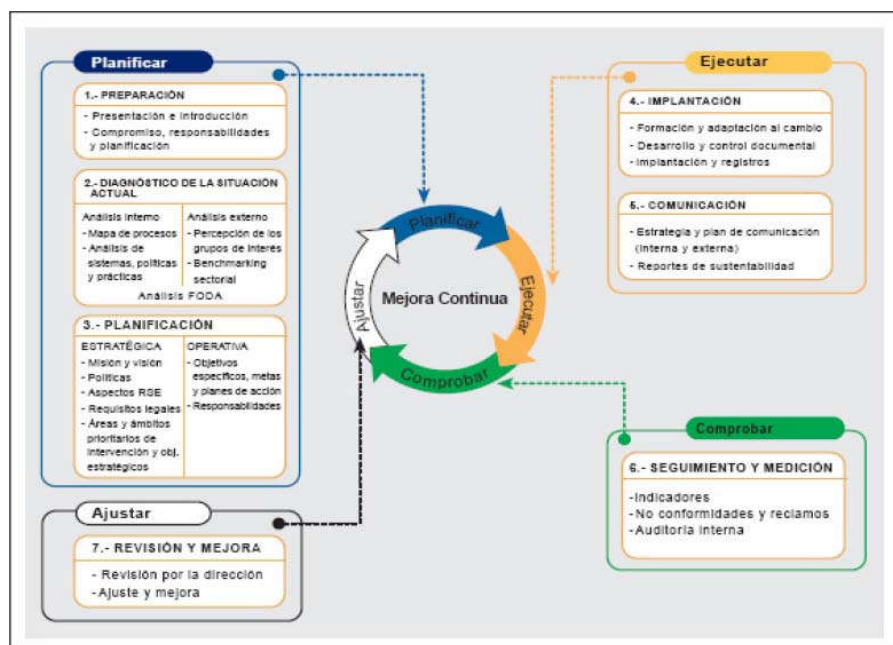 Planificar
1.- PREPARACIÓN
- Presentación e introducción
- Compromiso, responsabilidades
y planificación
2.- DIAGNÓSTICO DE LA SITUACIÓN
ACTUAL
Análisis interno
- Mapa de procesos
- Análisis de
sistemas, políticas
y prácticas
Análisis externo
- Percepción de los
grupos de interés
- Benchmarking
sectorial
Análisis FODA
3.- PLANIFICACIÓN
ESTRATÉGICA
- Misión y visión
- Políticas
- Aspectos RSE
- Requisitos legales
- Áreas y ámbitos
prioritarios de
intervención y obj.
estratégicos
OPERATIVA
- Objetivos
específicos, metas
y planes de acción
- Responsabilidades
Ajustar
7.- REVISIÓN Y MEJORA
- Revisión por la dirección
- Ajuste y mejora
Planificar
Ejecutar
Comprobar
Ajustar
Mejora Continua
Ejecutar
4.- IMPLANTACIÓN
- Formación y adaptación al cambio
- Desarrollo y control documental
- Implantación y registros
5.- COMUNICACIÓN
- Estrategia y plan de comunicación
(interna y externa)
- Reportes de sustentabilidad
Comprobar
6.- SEGUIMIENTO Y MEDICIÓN
-Indicadores
-No conformidades y reclamos
-Auditoría interna